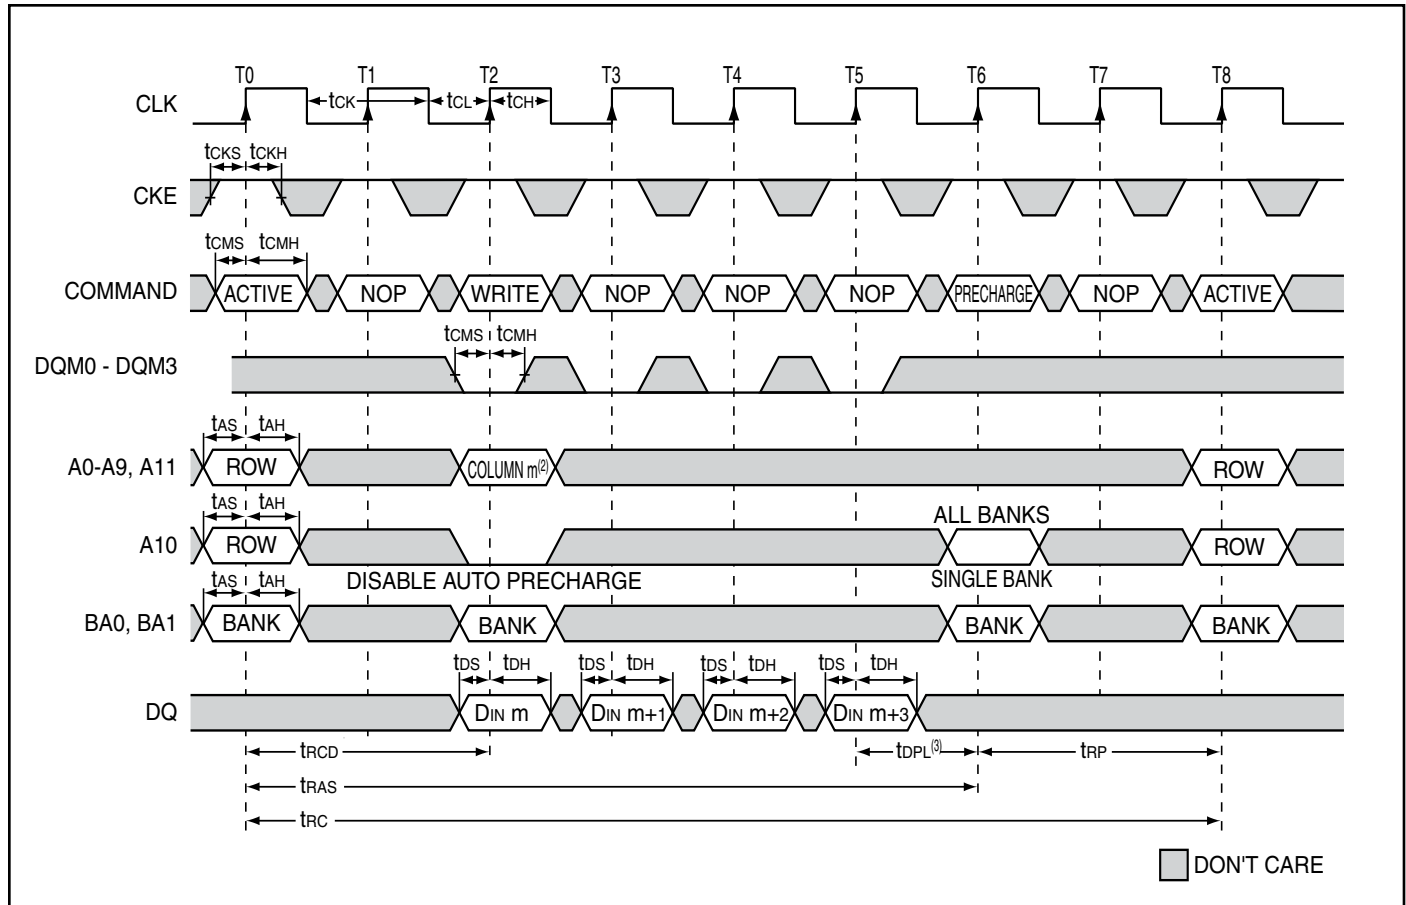 T0 T1 T2 T3 T4 T5 T6 T7 T8
CLK tCK tCL tCH
tCKS tCKH
CKE
tCMS tCMH
COMMAND ACTIVE NOP WRITE NOP NOP NOP PRECHARGE NOP ACTIVE
tCMS tCMH
DQM0 - DQM3
tAS tAH
A0-A9, A11 ROW COLUMN m(2) ROW
tAS tAH
ALL BANKS
A10 ROW ROW
tAS tAH DISABLE AUTO PRECHARGE SINGLE BANK
BA0, BA1 BANK BANK BANK BANK
tDS tDH tDS tDH tDS tDH tDS tDH
DQ DIN m DIN m+1 DIN m+2 DIN m+3
tRCD tDPL(3) tRP
tRAS
tRC
DON'T CARE